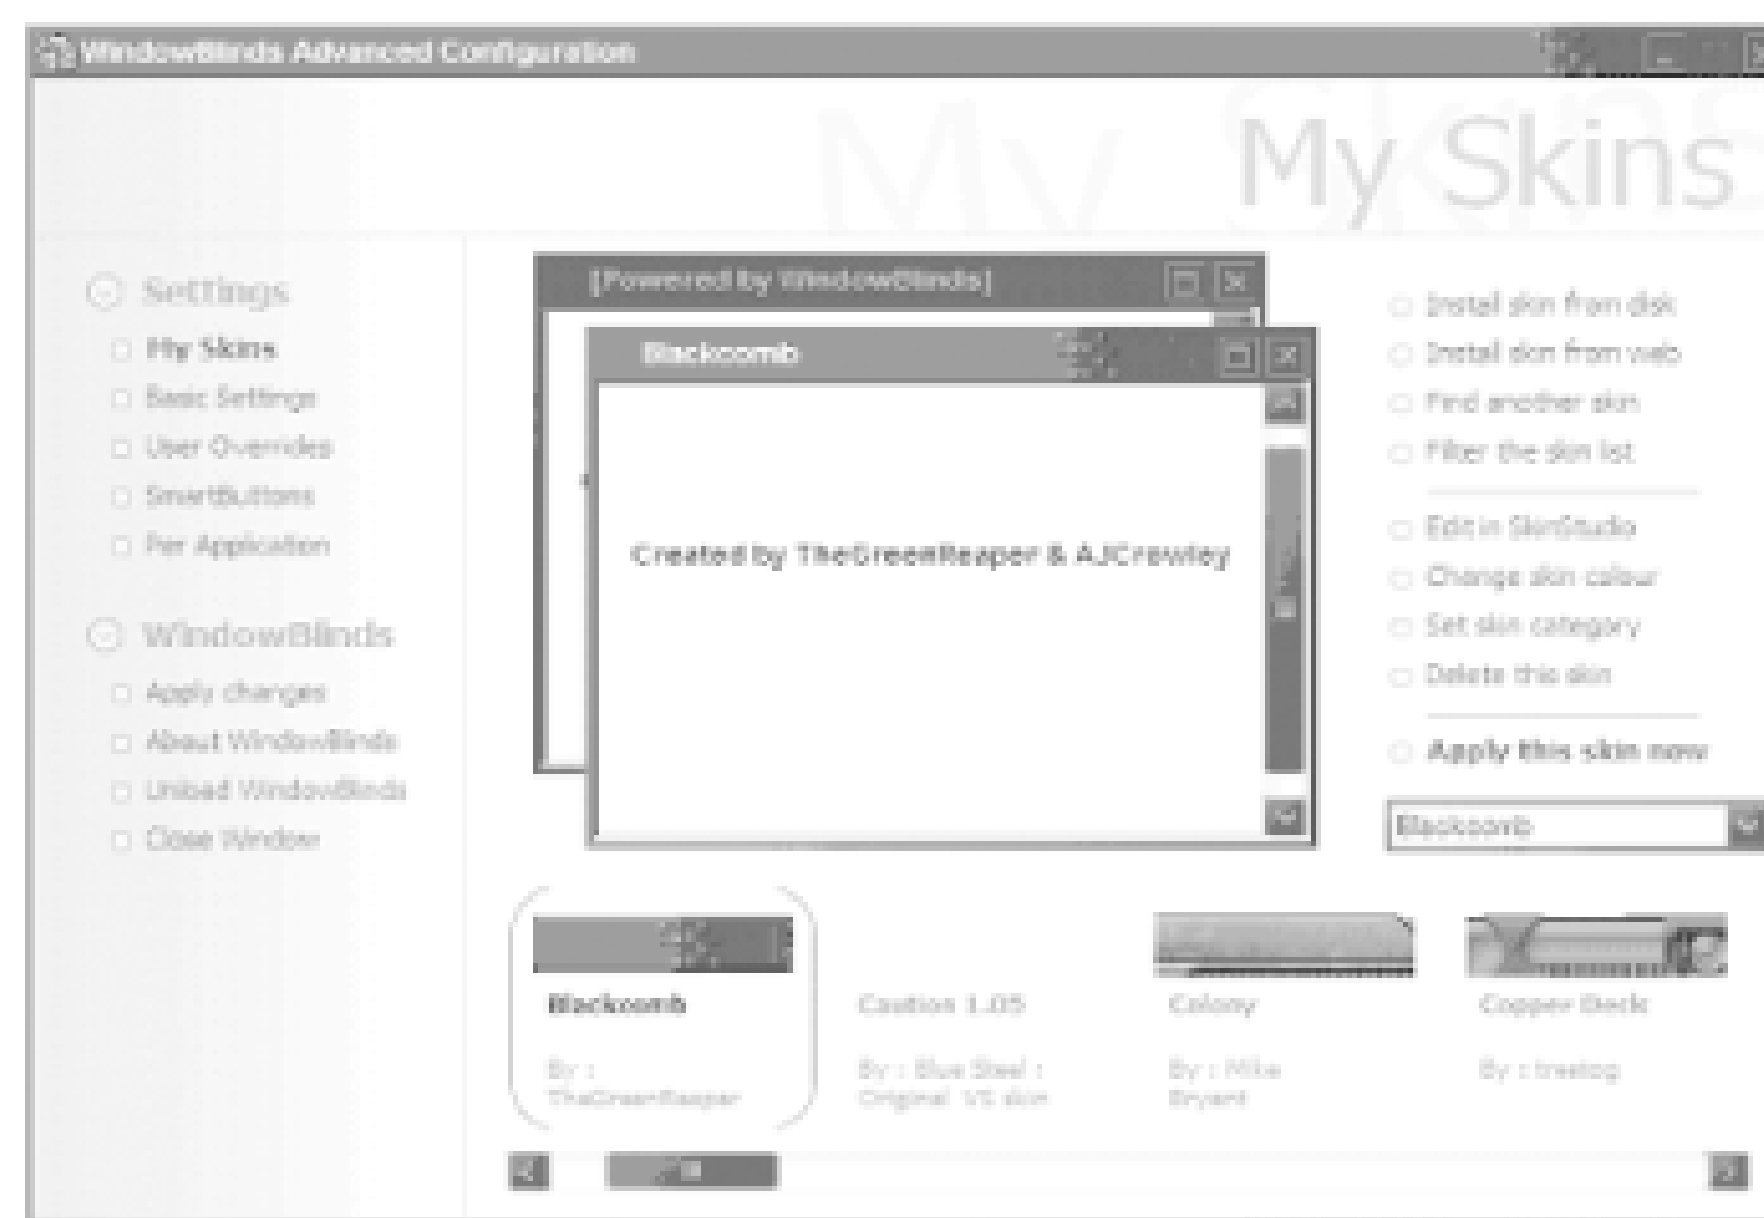 WindowBlinds Advanced Configuration
My Skins
Settings
My Skins
Basic Settings
User Overrides
SmartButtons
Per Application
WindowBlinds
Apply changes
About WindowBlinds
Unload WindowBlinds
Close Window
[Powered by WindowBlinds]
Blackcomb
Created by TheGreenReaper & AJCrowley
Install skin from disk
Install skin from web
Find another skin
Filter the skin list
Edit in SkinStudio
Change skin colour
Set skin category
Delete this skin
Apply this skin now
Blackcomb
Blackcomb
By :
TheGreenReaper
Caution 1.05
By : Blue Steel :
Original VS skin
Colony
By : Mike
Bryant
Copper Deck
By : treetog